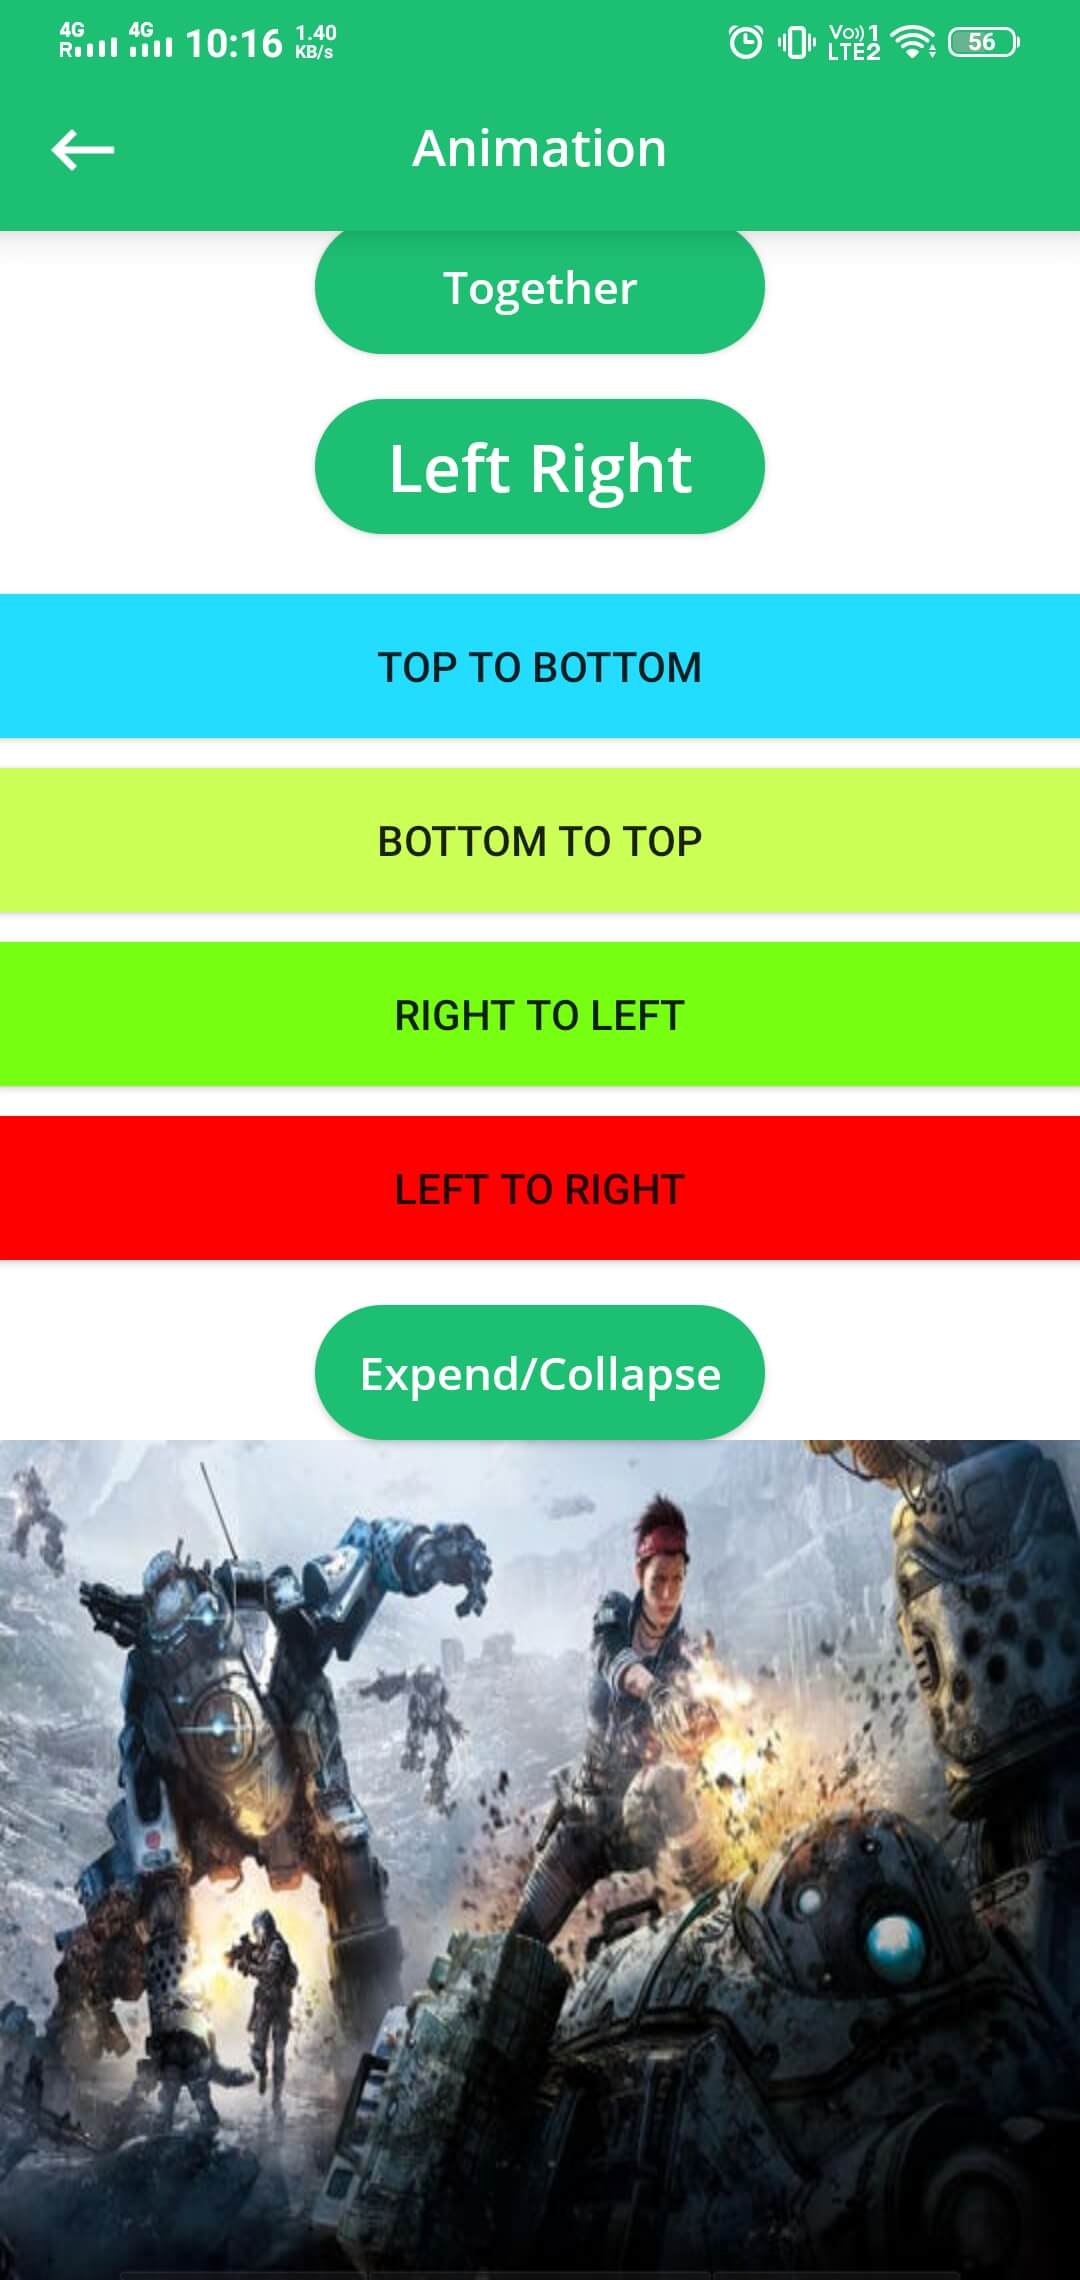 4G 4G 10:16 1.40 Vo)) 1
R KB/s LTE2 56
Animation
Together
Left Right
TOP TO BOTTOM
BOTTOM TO TOP
RIGHT TO LEFT
LEFT TO RIGHT
Expend/Collapse